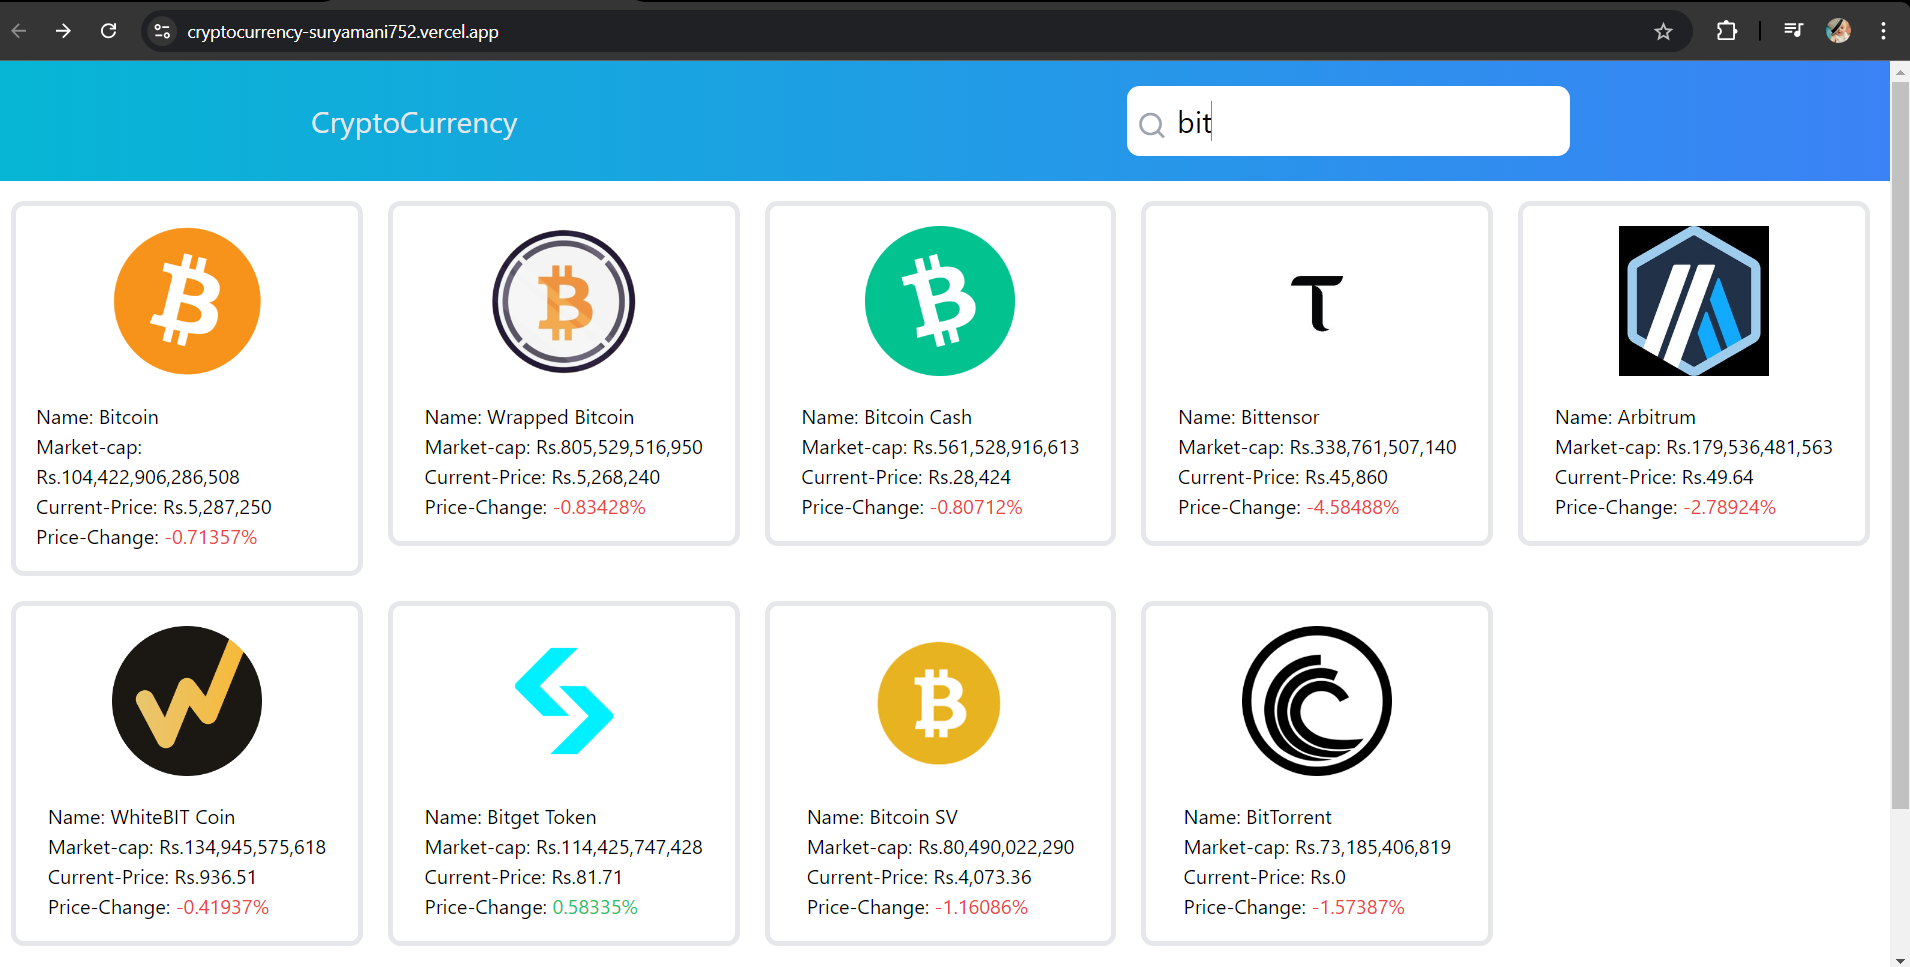 cryptocurrency-suryamani752.vercel.app
CryptoCurrency
bit
Name: Bitcoin
Market-cap:
Rs.104,422,906,286,508
Current-Price: Rs.5,287,250
Price-Change: -0.71357%
Name: Wrapped Bitcoin
Market-cap: Rs.805,529,516,950
Current-Price: Rs.5,268,240
Price-Change: -0.83428%
Name: Bitcoin Cash
Market-cap: Rs.561,528,916,613
Current-Price: Rs.28,424
Price-Change: -0.80712%
Name: Bittensor
Market-cap: Rs.338,761,507,140
Current-Price: Rs.45,860
Price-Change: -4.58488%
Name: Arbitrum
Market-cap: Rs.179,536,481,563
Current-Price: Rs.49.64
Price-Change: -2.78924%
Name: WhiteBIT Coin
Market-cap: Rs.134,945,575,618
Current-Price: Rs.936.51
Price-Change: -0.41937%
Name: Bitget Token
Market-cap: Rs.114,425,747,428
Current-Price: Rs.81.71
Price-Change: 0.58335%
Name: Bitcoin SV
Market-cap: Rs.80,490,022,290
Current-Price: Rs.4,073.36
Price-Change: -1.16086%
Name: BitTorrent
Market-cap: Rs.73,185,406,819
Current-Price: Rs.0
Price-Change: -1.57387%